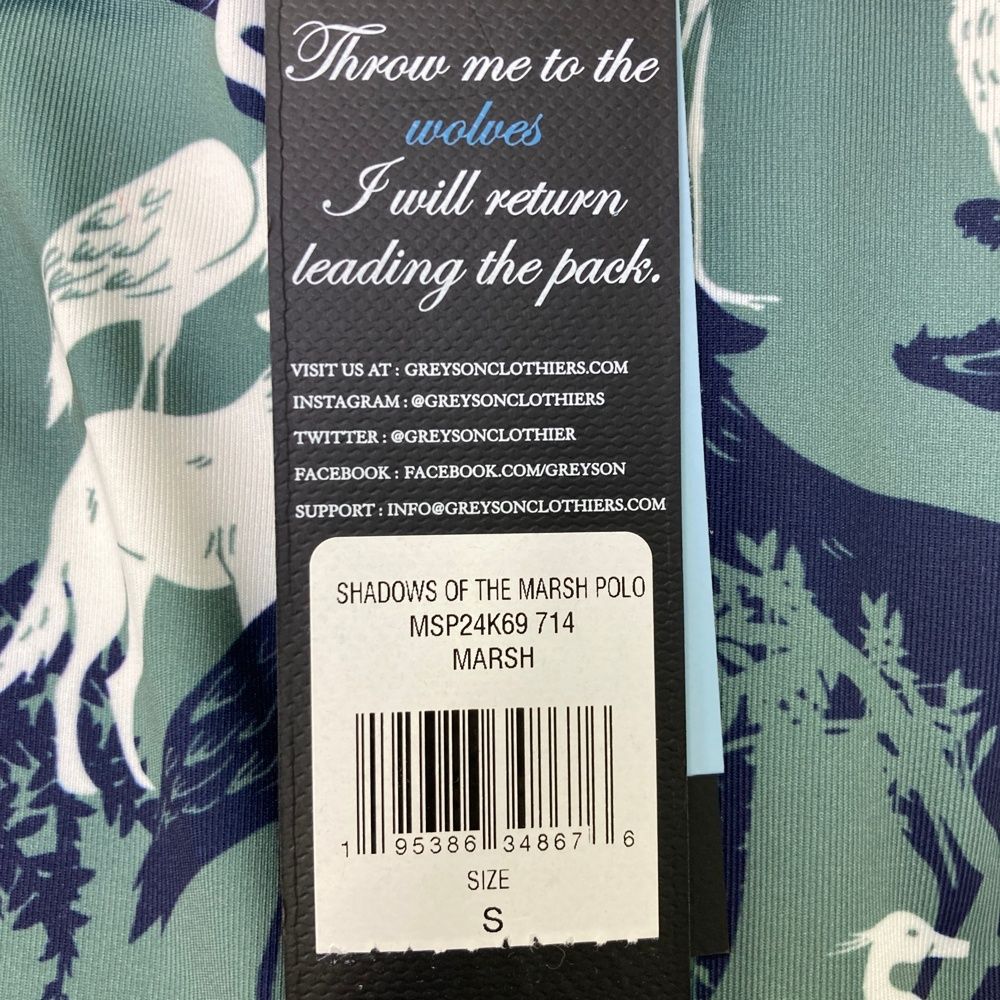 Throw me to the
wolves
I will return
leading the pack.
VISIT US AT : GREYSONCLOTHIERS.COM
INSTAGRAM : @GREYSONCLOTHIERS
TWITTER : @GREYSONCLOTHIER
FACEBOOK : FACEBOOK.COM/GREYSON
SUPPORT : INFO@GREYSONCLOTHIERS.COM
SHADOWS OF THE MARSH POLO
MSP24K69 714
MARSH
1 95386 34867 6
SIZE
S